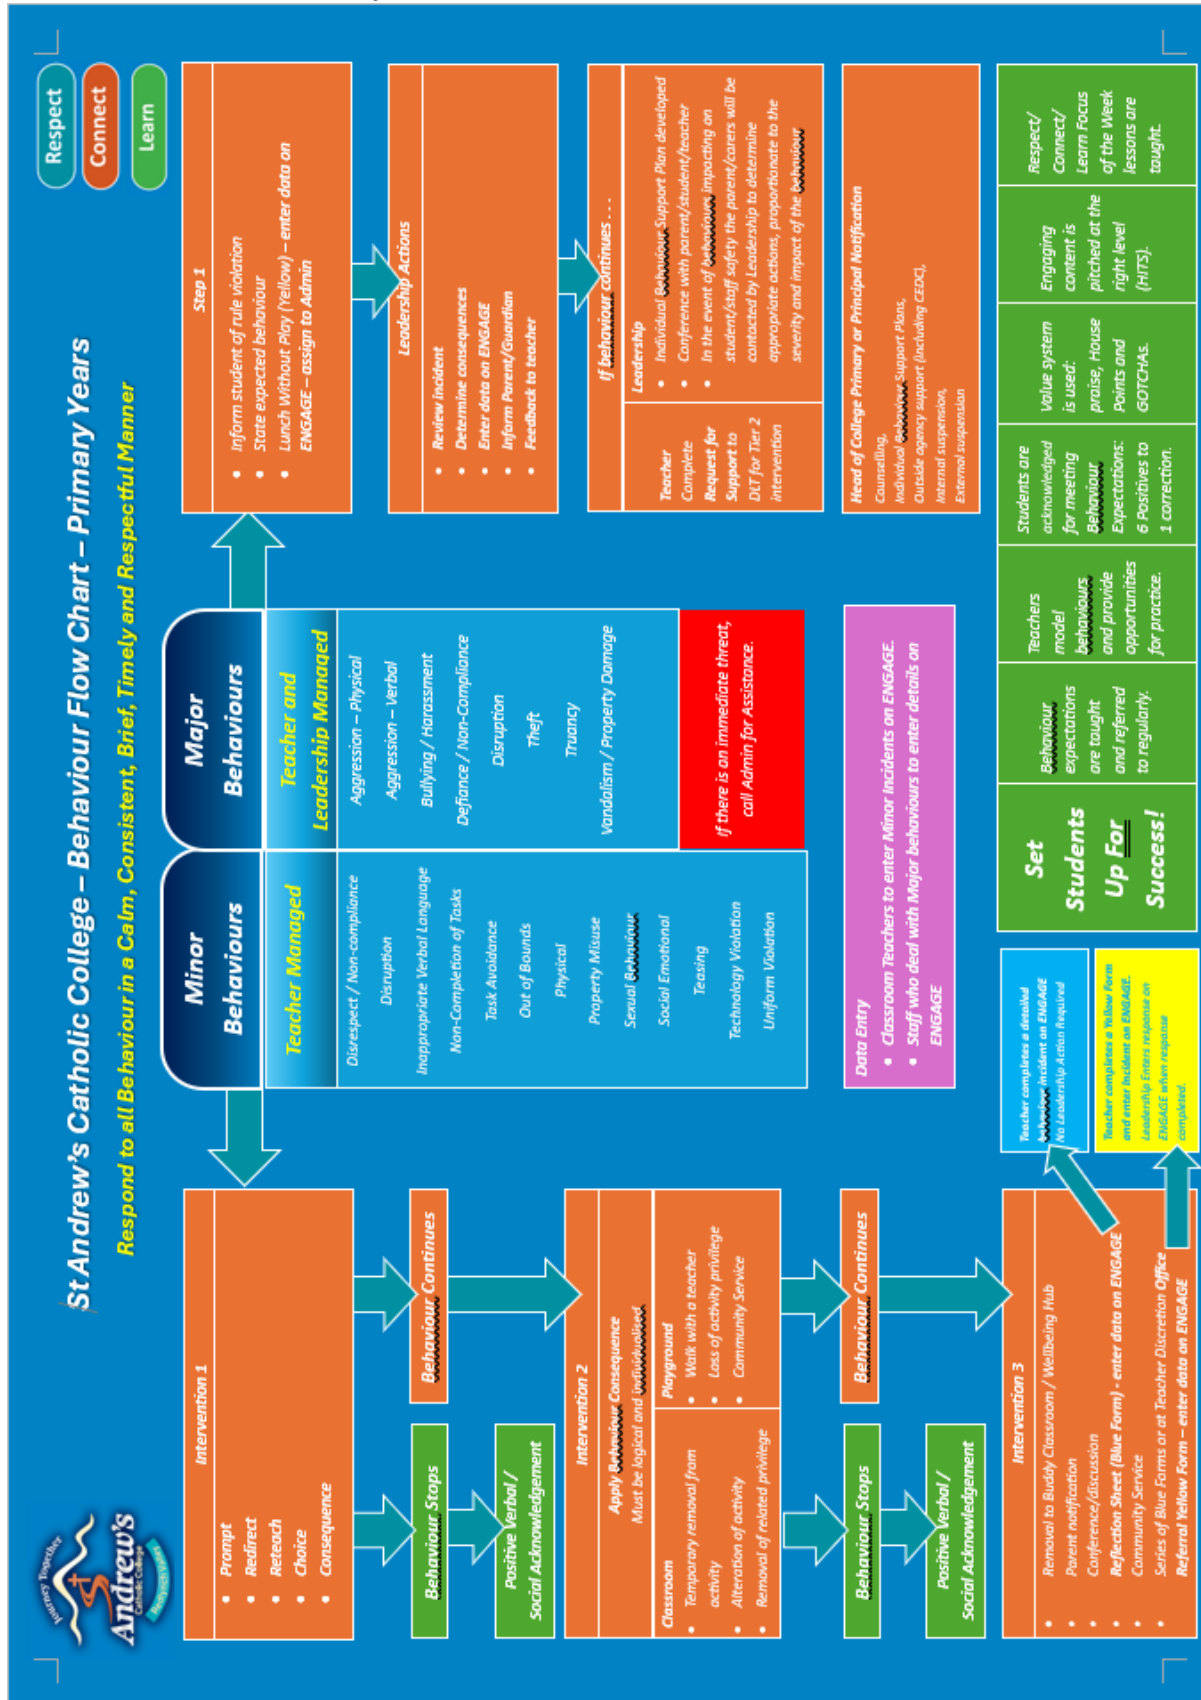 Journey Together
St Andrew's
Catholic College
Redlynch Valley
St Andrew's Catholic College – Behaviour Flow Chart – Primary Years
Respond to all Behaviour in a Calm, Consistent, Brief, Timely and Respectful Manner
Respect
Connect
Learn
Intervention 1
• Prompt
• Redirect
• Reteach
• Choice
• Consequence
Behaviour Stops
Behaviour Continues
Positive Verbal /
Social Acknowledgement
Intervention 2
Apply Behaviour Consequence
Must be logical and individualised
Classroom
• Temporary removal from
activity
• Alteration of activity
• Removal of related privilege
Playground
• Walk with a teacher
• Loss of activity privilege
• Community Service
Behaviour Stops
Behaviour Continues
Positive Verbal /
Social Acknowledgement
Intervention 3
• Removal to Buddy Classroom / Wellbeing Hub
• Parent notification
• Conference/discussion
• Reflection Sheet (Blue Form) - enter data on ENGAGE
• Community Service
• Series of Blue Forms or at Teacher Discretion Office
Referral Yellow Form – enter data on ENGAGE
Teacher completes a detailed
behaviour Incident on ENGAGE
No Leadership Action Required
Teacher completes a Yellow Form
and enter Incident on ENGAGE.
Leadership Enters response on
ENGAGE when response
completed.
Minor
Behaviours
Teacher Managed
Disrespect / Non-compliance
Disruption
Inappropriate Verbal Language
Non-Completion of Tasks
Task Avoidance
Out of Bounds
Physical
Property Misuse
Sexual Behaviour
Social Emotional
Teasing
Technology Violation
Uniform Violation
Major
Behaviours
Teacher and
Leadership Managed
Aggression – Physical
Aggression – Verbal
Bullying / Harassment
Defiance / Non-Compliance
Disruption
Theft
Truancy
Vandalism / Property Damage
If there is an immediate threat,
call Admin for Assistance.
Data Entry
• Classroom Teachers to enter Minor Incidents on ENGAGE.
• Staff who deal with Major behaviours to enter details on
ENGAGE
Step 1
• Inform student of rule violation
• State expected behaviour
• Lunch Without Play (Yellow) – enter data on
ENGAGE – assign to Admin
Leadership Actions
• Review incident
• Determine consequences
• Enter data on ENGAGE
• Inform Parent/Guardian
• Feedback to teacher
If behaviour continues . . .
Teacher
Complete
Request for
Support to
DLT for Tier 2
intervention
Leadership
• Individual Behaviour Support Plan developed
• Conference with parent/student/teacher
• In the event of behaviours impacting on
student/staff safety the parent/carers will be
contacted by Leadership to determine
appropriate actions, proportionate to the
severity and impact of the behaviour
Head of College Primary or Principal Notification
Counselling,
Individual Behaviour Support Plans,
Outside agency support (including CEDC),
Internal suspension,
External suspension
Set
Students
Up For
Success!
Behaviour
expectations
are taught
and referred
to regularly.
Teachers
model
behaviours
and provide
opportunities
for practice.
Students are
acknowledged
for meeting
Behaviour
Expectations:
6 Positives to
1 correction.
Value system
is used:
praise, House
Points and
GOTCHAs.
Engaging
content is
pitched at the
right level
(HITS).
Respect/
Connect/
Learn Focus
of the Week
lessons are
taught.